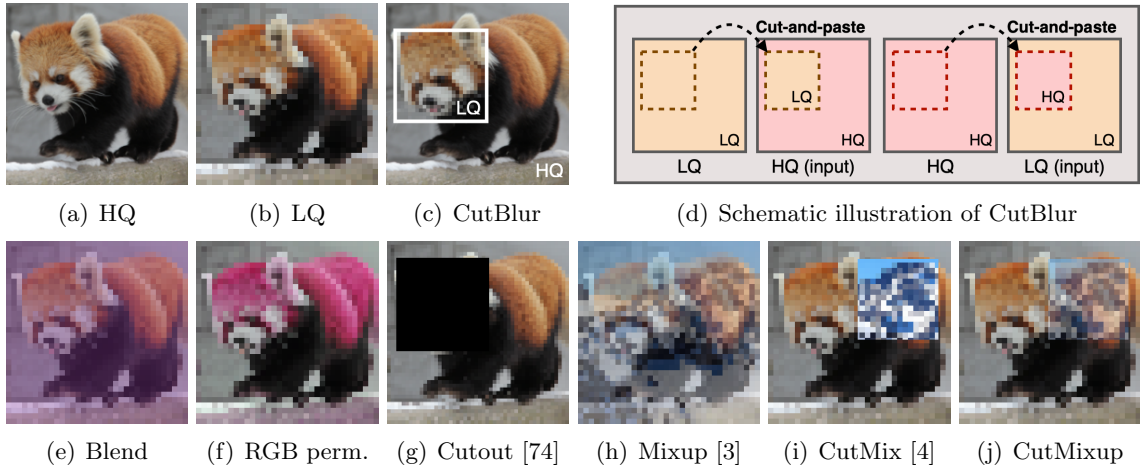 Cut-and-paste Cut-and-paste
LQ
HQ
LQ
LQ HQ
HQ
HQ LQ
LQ HQ (input) HQ LQ (input)
(a) HQ (b) LQ (c) CutBlur (d) Schematic illustration of CutBlur
(e) Blend (f) RGB perm. (g) Cutout [74] (h) Mixup [3] (i) CutMix [4] (j) CutMixup